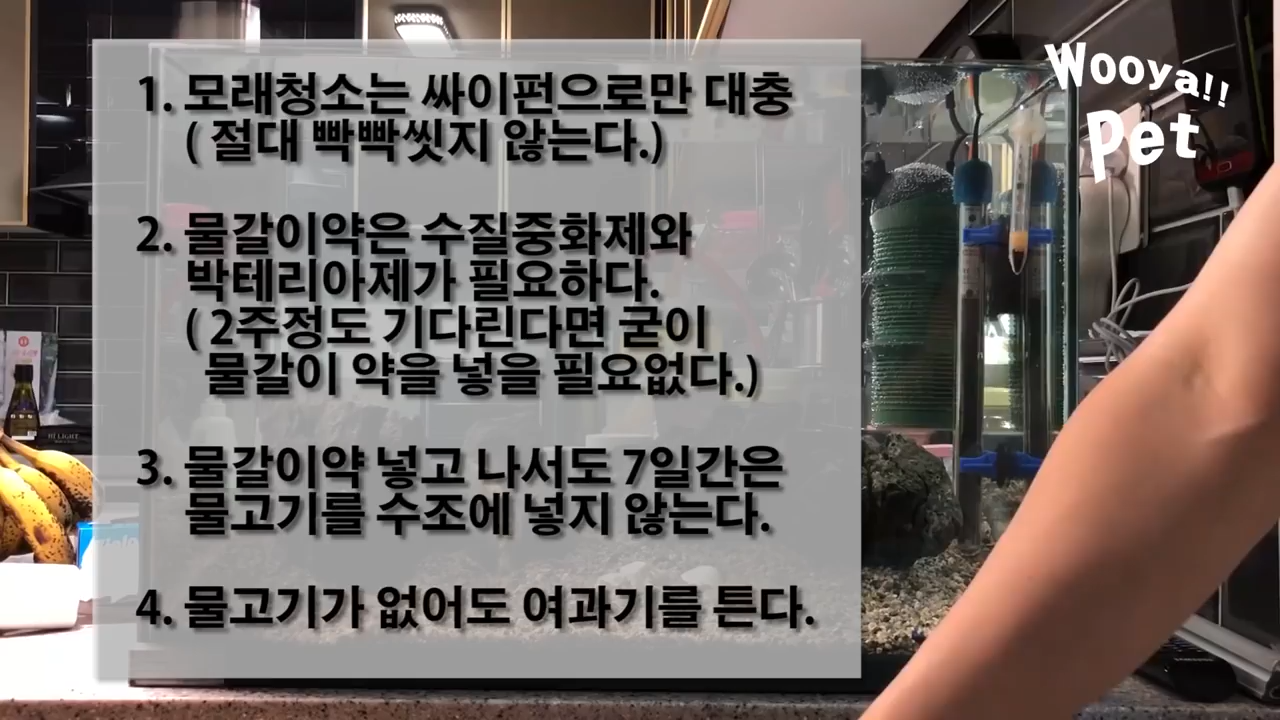 Wooya!!
Pet
1. 모래청소는 싸이펀으로만 대충
( 절대 빡빡씻지 않는다.)
2. 물갈이약은 수질중화제와
박테리아제가 필요하다.
( 2주정도 기다린다면 굳이
물갈이 약을 넣을 필요없다.)
3. 물갈이약 넣고 나서도 7일간은
물고기를 수조에 넣지 않는다.
4. 물고기가 없어도 여과기를 튼다.